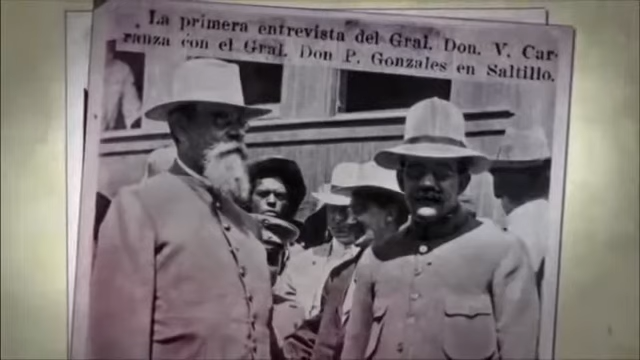 La primera entrevista del Gral. Don. V. Car-
ranza con el Gral. Don P. Gonzales en Saltillo.